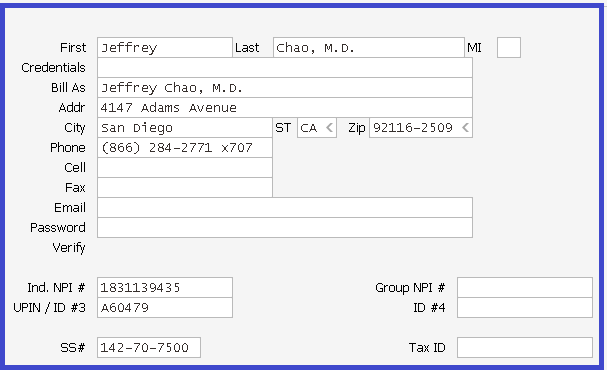 First Jeffrey Last Chao, M.D. MI
Credentials
Bill As Jeffrey Chao, M.D.
Addr 4147 Adams Avenue
City San Diego ST CA < Zip 92116-2509 <
Phone (866) 284-2771 x707
Cell
Fax
Email
Password
Verify
Ind. NPI # 1831139435 Group NPI #
UPIN / ID #3 A60479 ID #4
SS# 142-70-7500 Tax ID